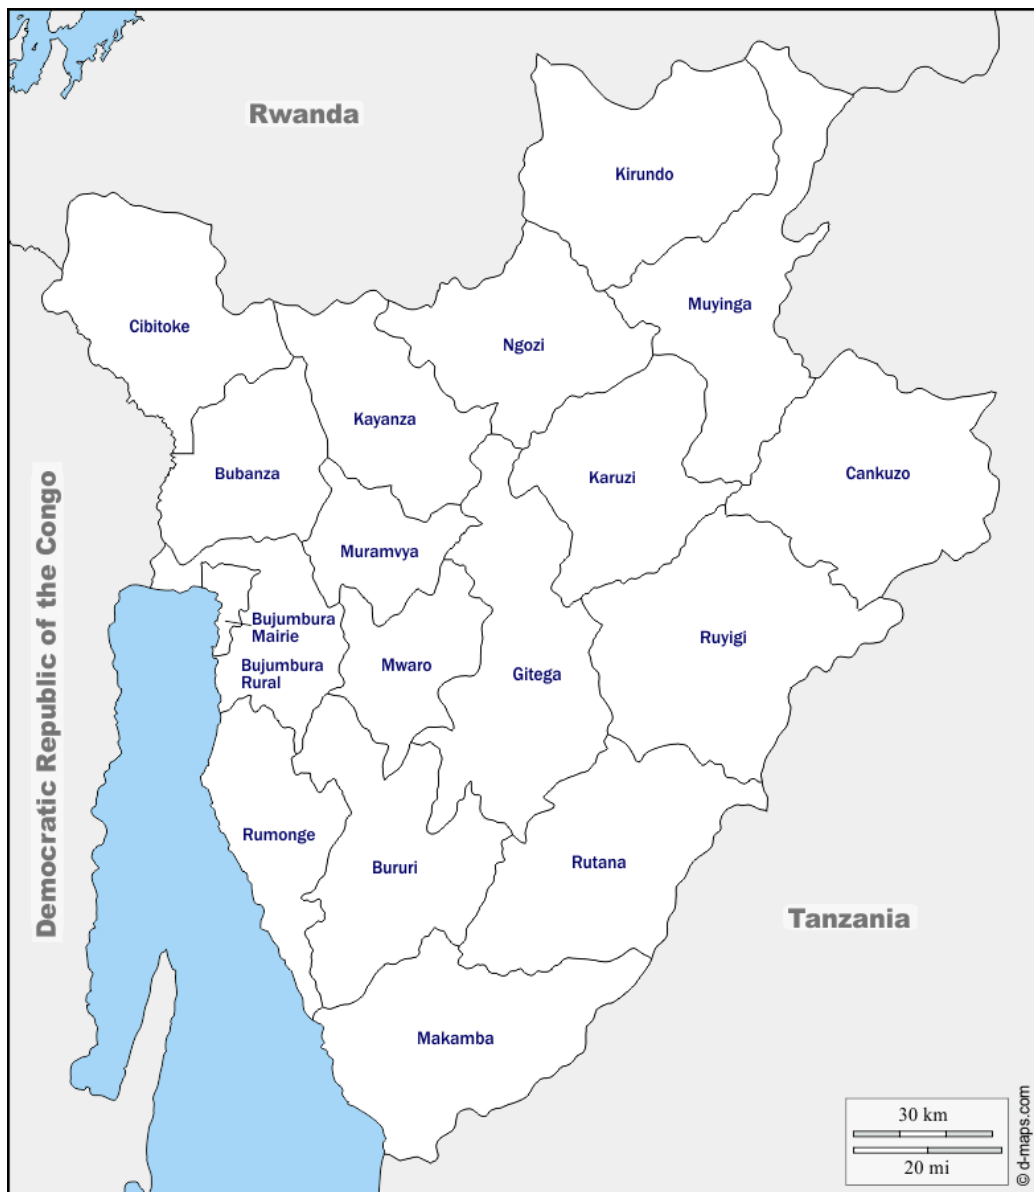 Rwanda
Kirundo
Muyinga
Cibitoke
Ngozi
Kayanza
Bubanza
Karuzi
Cankuzo
Democratic Republic of the Congo
Muramvya
Bujumbura
Mairie
Bujumbura
Rural
Mwaro
Gitega
Ruyigi
Rumonge
Bururi
Rutana
Tanzania
Makamba
30 km
20 mi
© d-maps.com